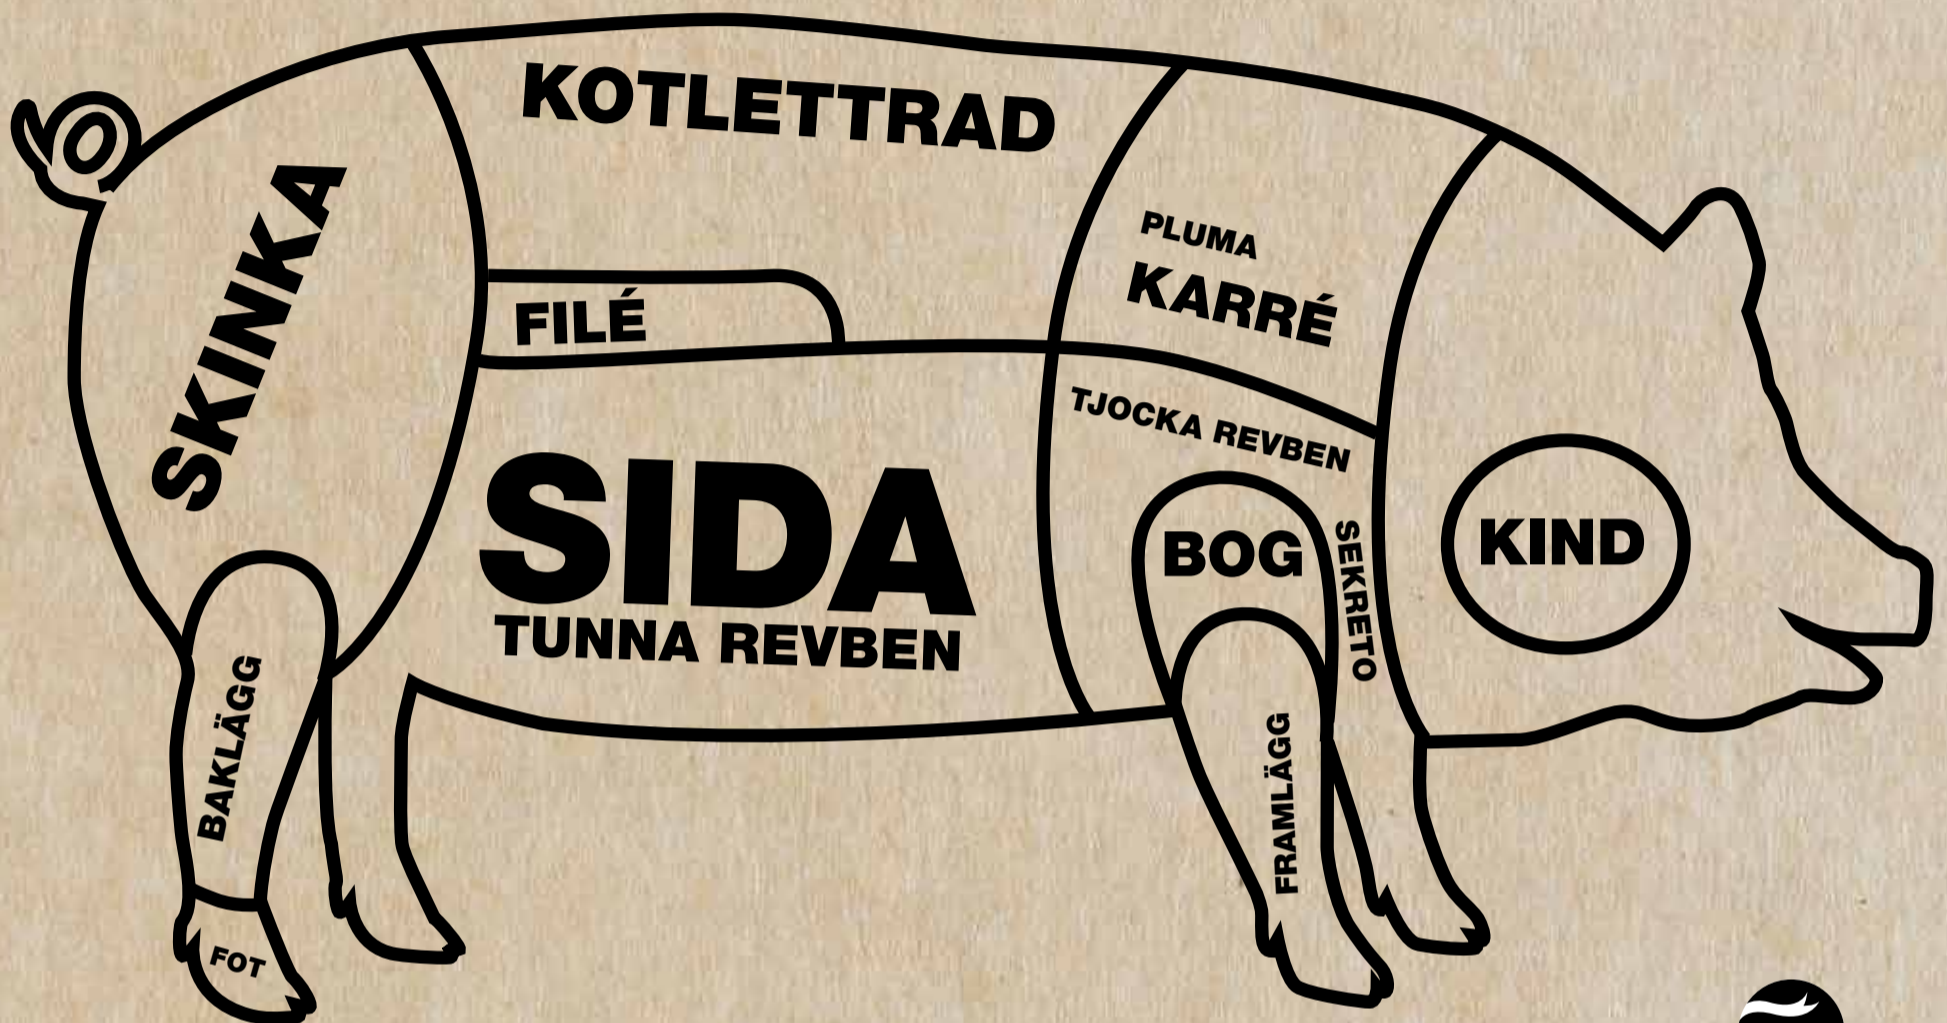 KOTLETTRAD
SKINKA
PLUMA
KARRÉ
FILÉ
TJOCKA REVBEN
SIDA
TUNNA REVBEN
BOG
SEKRETO
KIND
BAKLÄGG
FRAMLÄGG
FOT